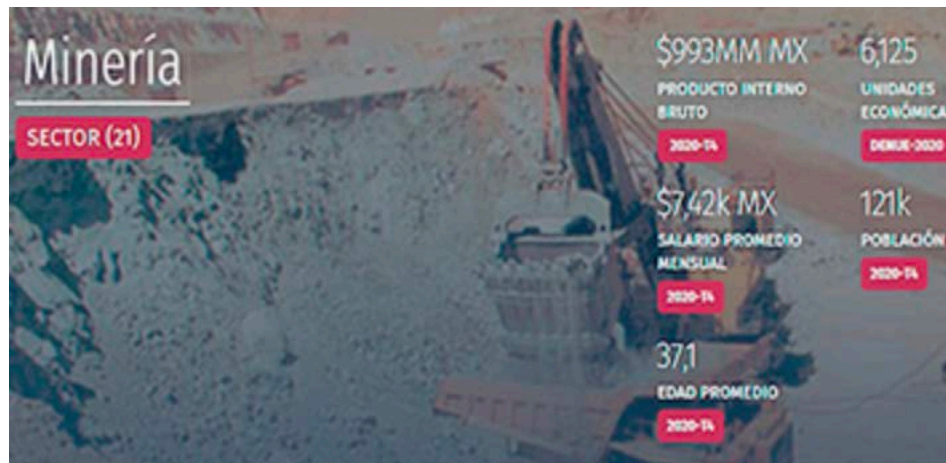 Minería
SECTOR (21)
$993MM MX
PRODUCTO INTERNO
BRUTO
2020-T4
6,125
UNIDADES
ECONÓMICA
DENUE-2020
$7,42k MX
SALARIO PROMEDIO
MENSUAL
2020-T4
121k
POBLACIÓN
2020-T4
37,1
EDAD PROMEDIO
2020-T4